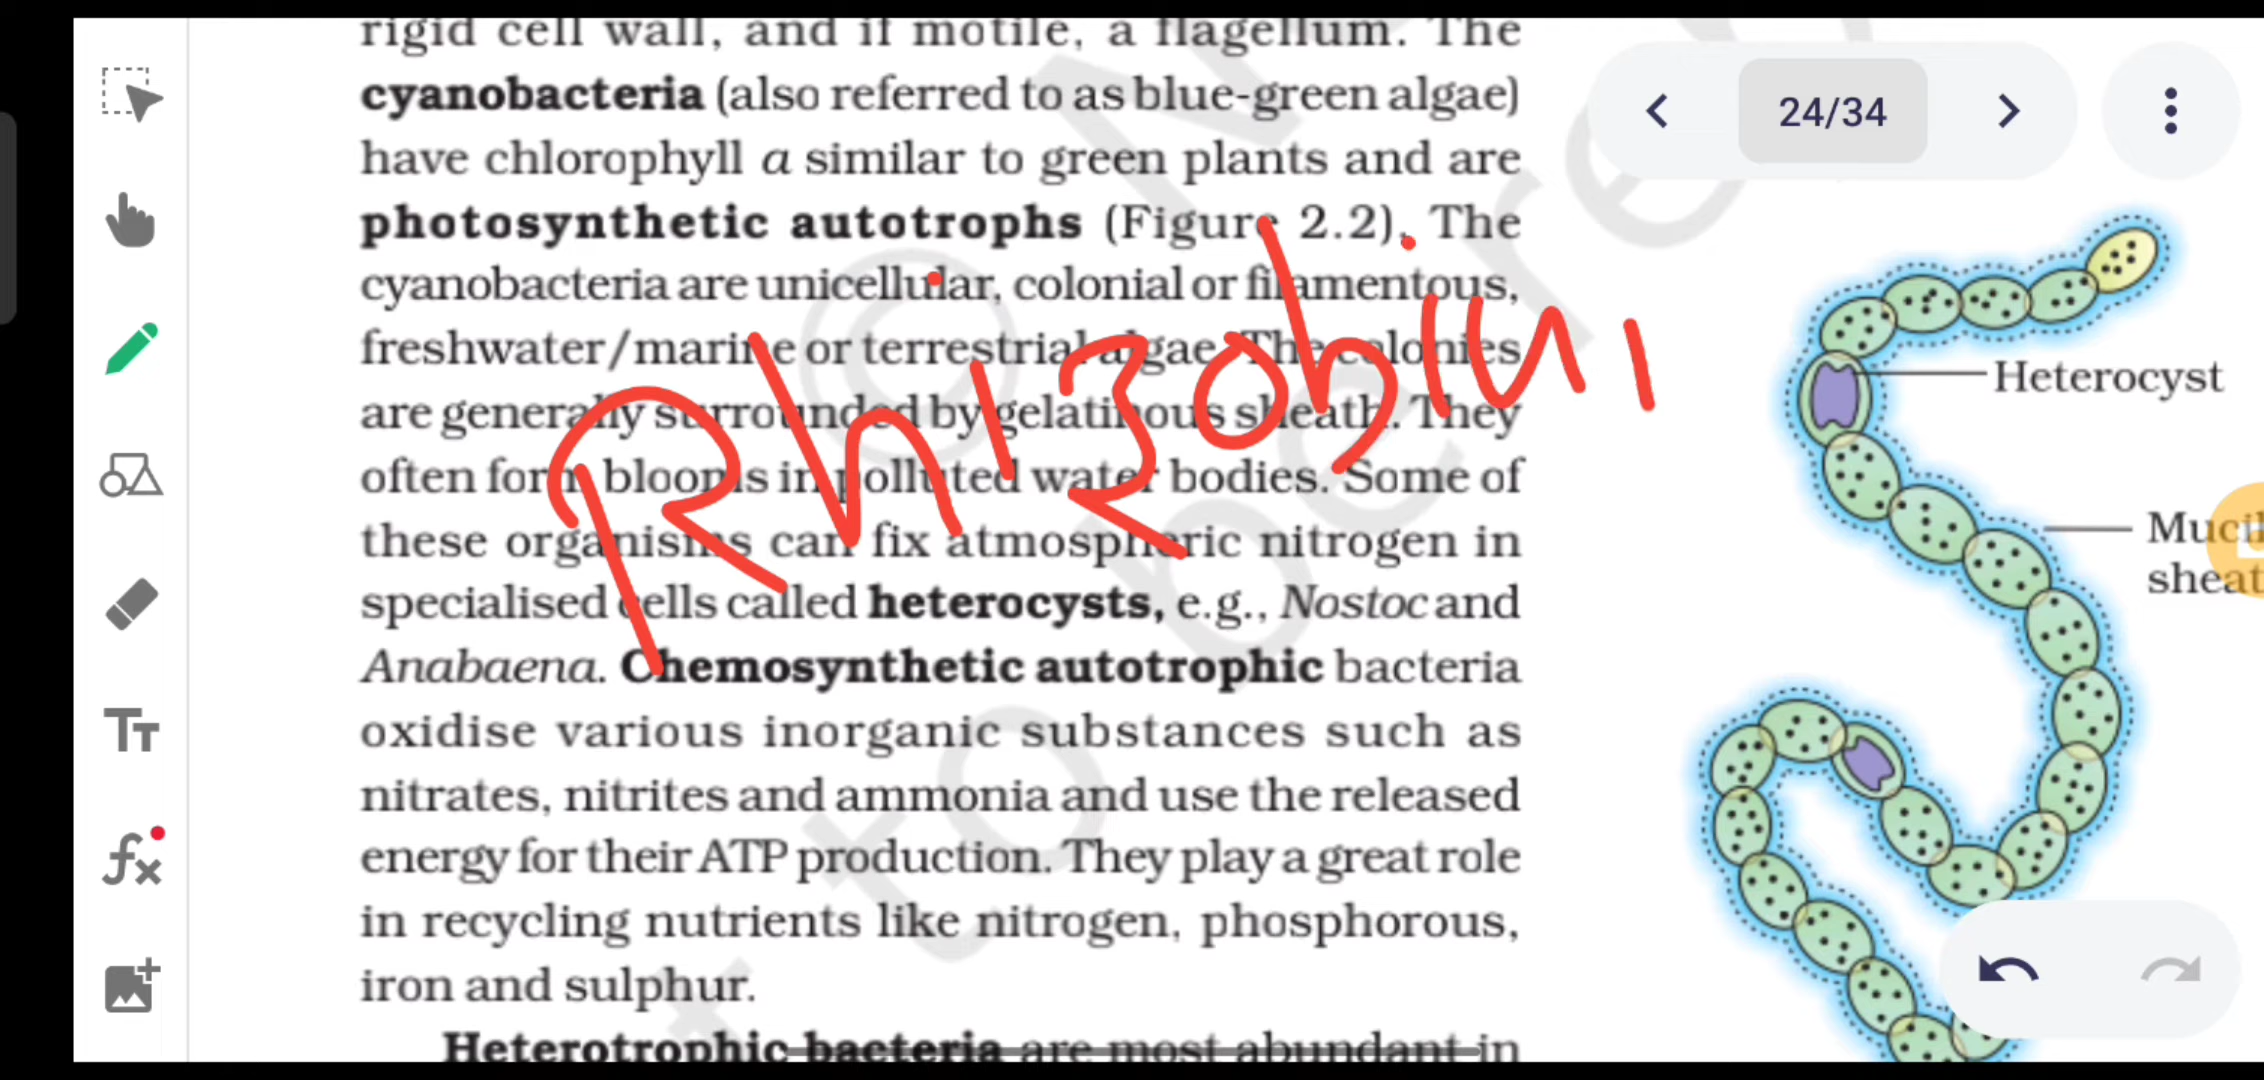 rigid cell wall, and if motile, a flagellum. The
cyanobacteria (also referred to as blue-green algae)
have chlorophyll a similar to green plants and are
photosynthetic autotrophs (Figure 2.2). The
cyanobacteria are unicellular, colonial or filamentous,
freshwater/marine or terrestrial algae. The colonies
are generally surrounded by gelatinous sheath. They
often form blooms in polluted water bodies. Some of
these organisms can fix atmospheric nitrogen in
specialised cells called heterocysts, e.g., Nostoc and
Anabaena. Chemosynthetic autotrophic bacteria
oxidise various inorganic substances such as
nitrates, nitrites and ammonia and use the released
energy for their ATP production. They play a great role
in recycling nutrients like nitrogen, phosphorous,
iron and sulphur.
Heterotrophic bacteria are most abundant in
24/34
Heterocyst
Muci
sheat
Tт
fx